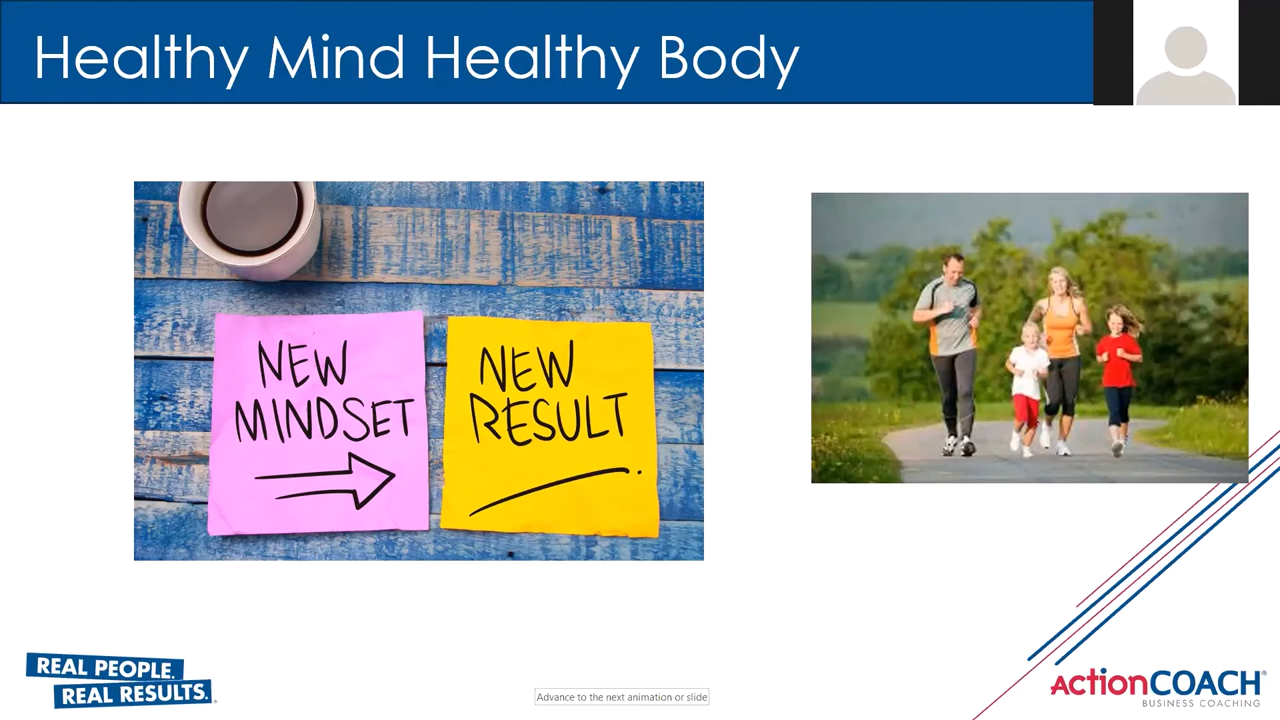 Healthy Mind Healthy Body
NEW
MINDSET
NEW
RESULT
REAL PEOPLE.
REAL RESULTS.
Advance to the next animation or slide
ActionCOACH®
BUSINESS COACHING